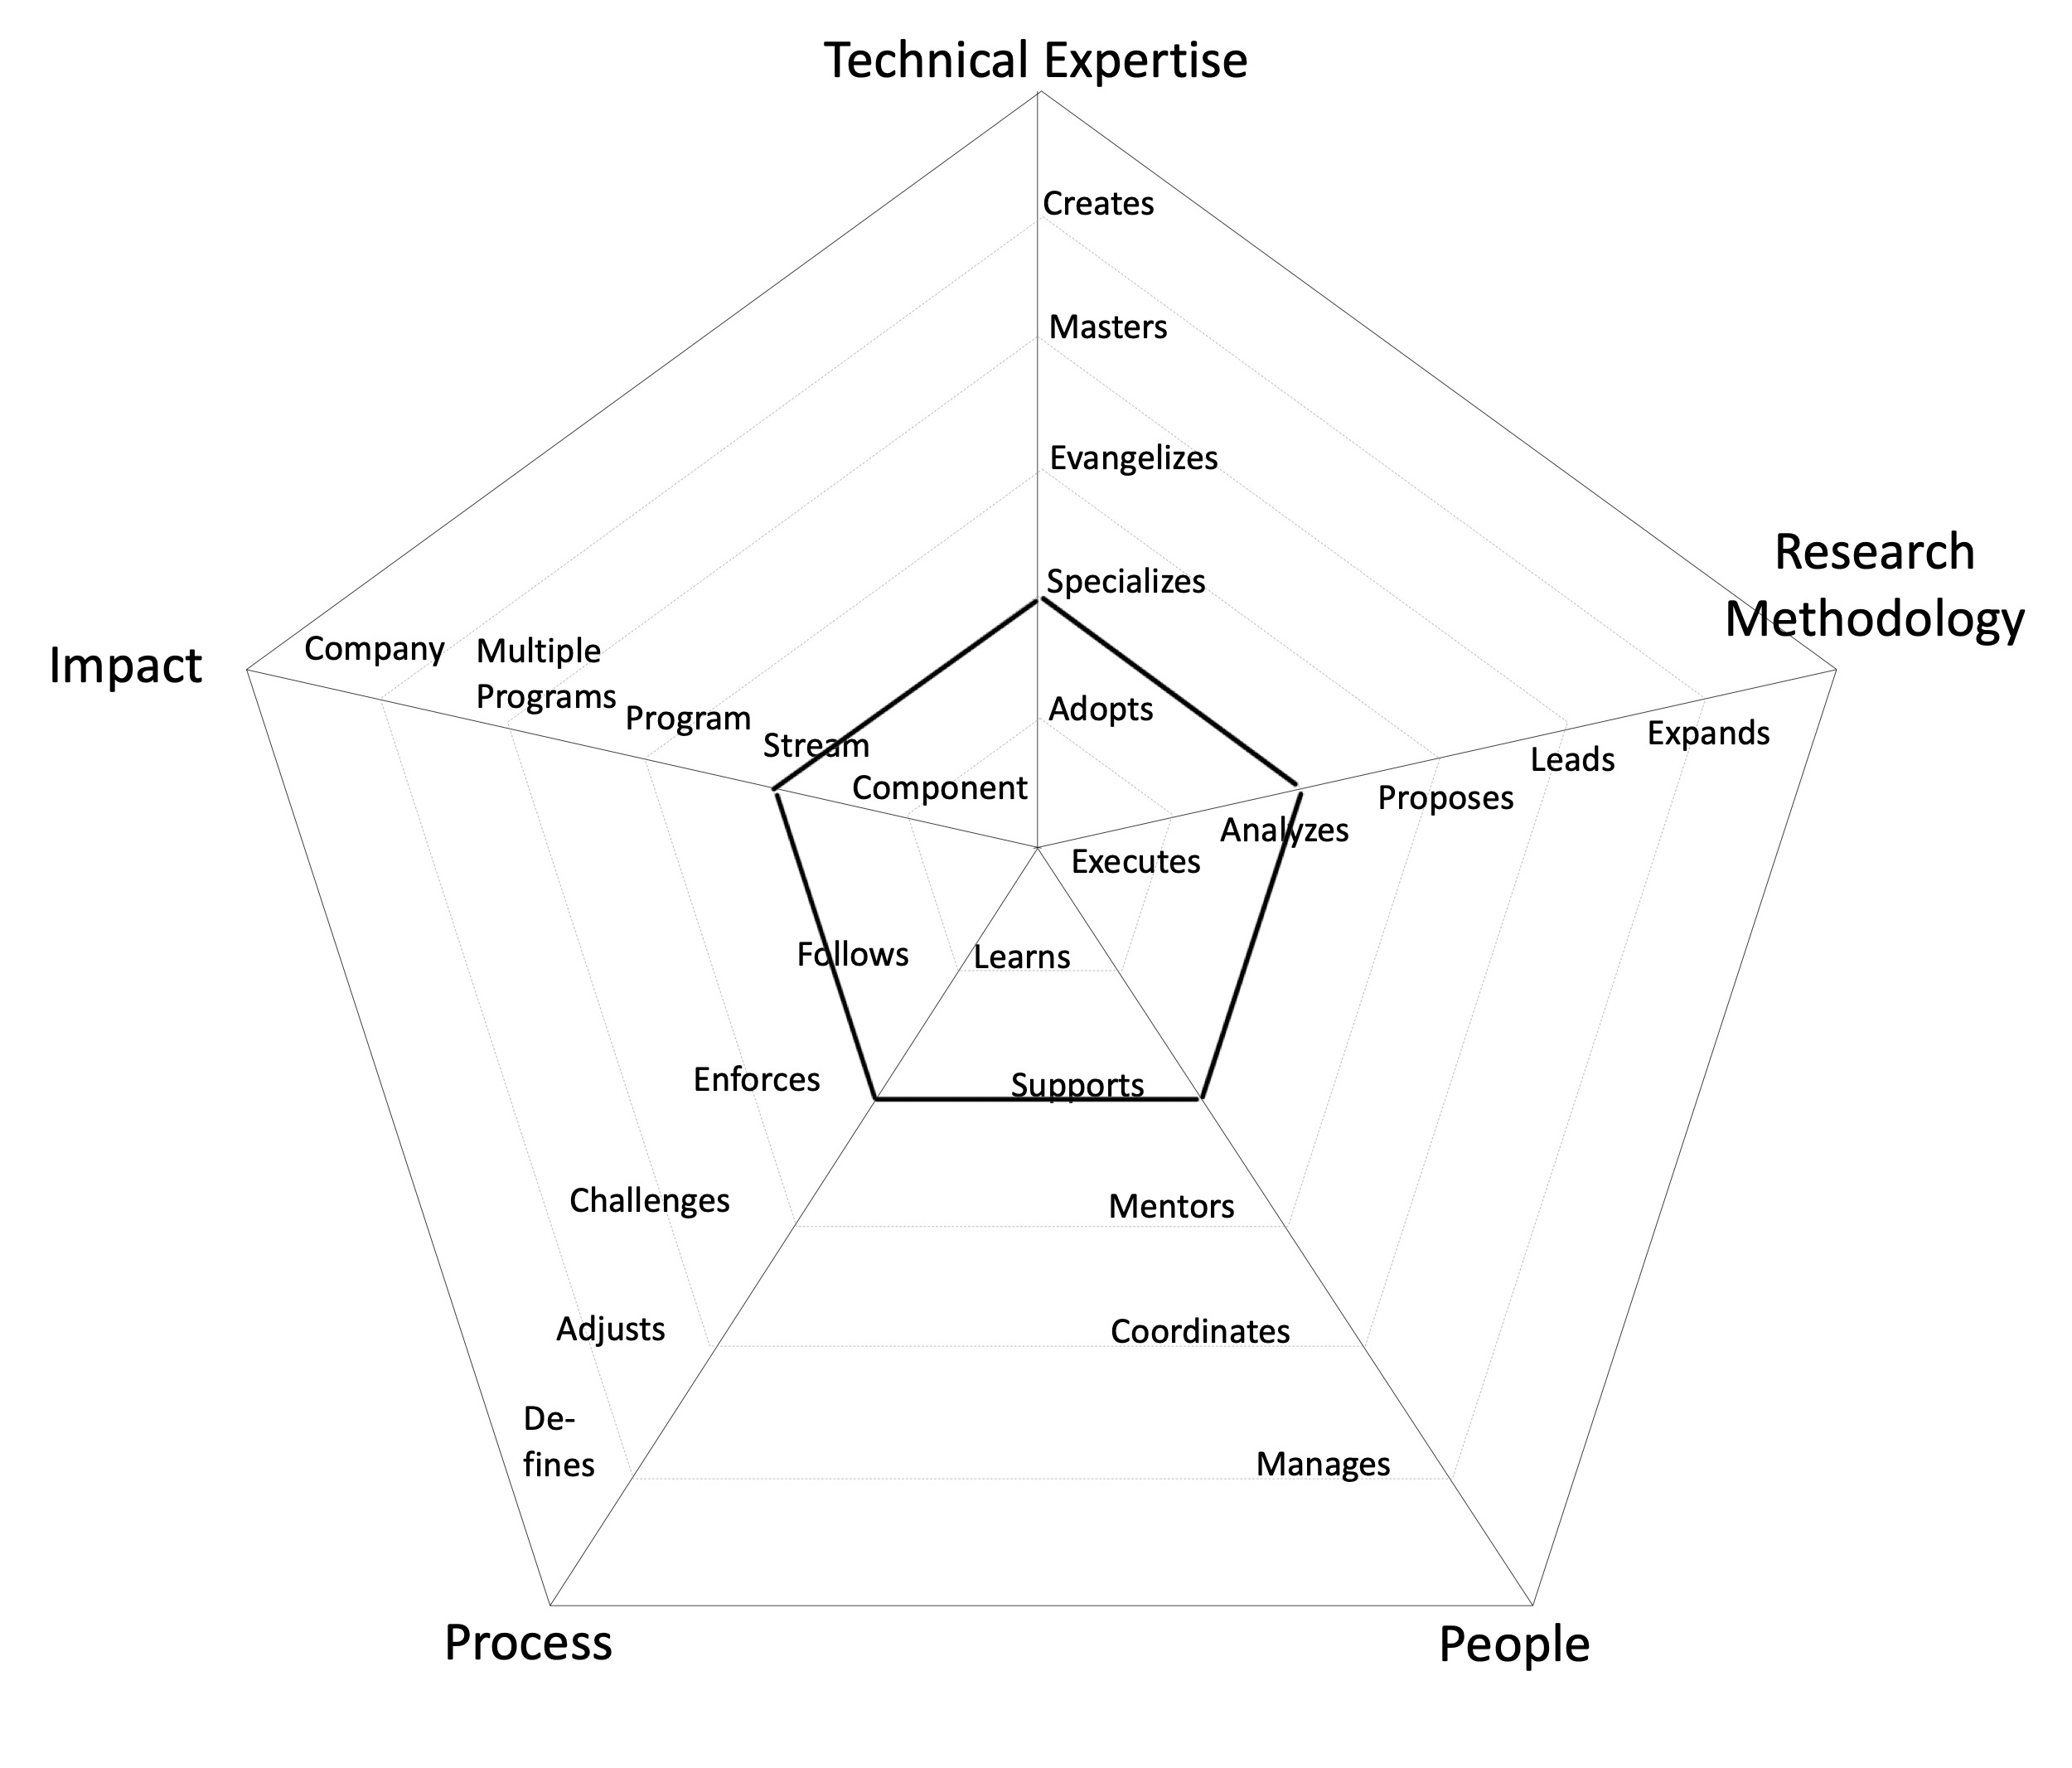 Technical Expertise
Creates
Masters
Evangelizes
Specializes
Adopts
Research
Methodology
Expands
Leads
Proposes
Analyzes
Executes
Impact
Company
Multiple
Programs
Program
Stream
Component
Follows
Enforces
Challenges
Adjusts
De-
fines
Process
Learns
Supports
Mentors
Coordinates
Manages
People